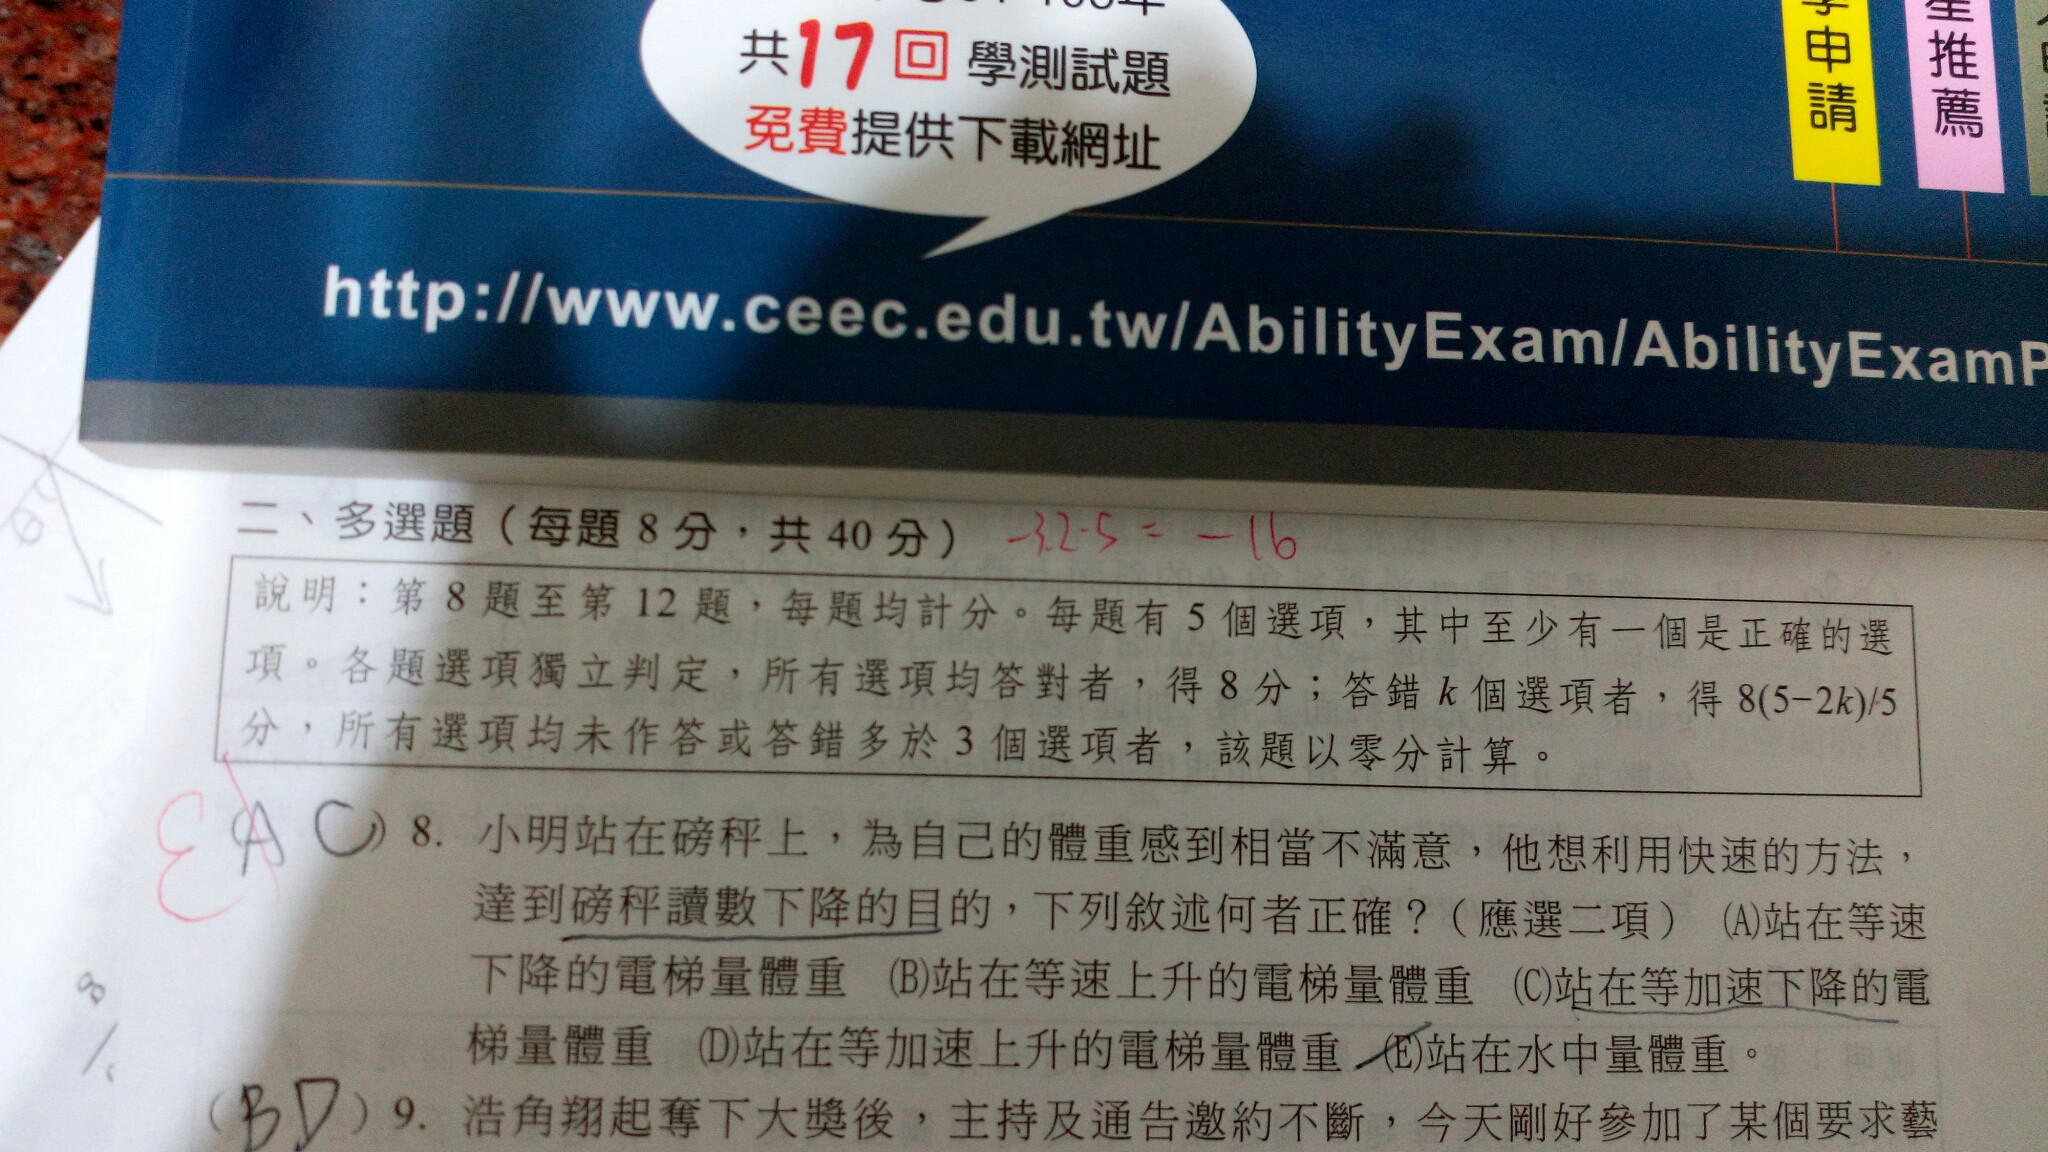 共17回 學測試題
免費提供下載網址
申請
推薦
http://www.ceec.edu.tw/AbilityExam/AbilityExamP
二、多選題（每題 8 分，共 40 分） -3.2·5 = -16
說明：第 8 題至第 12 題，每題均計分。每題有 5 個選項，其中至少有一個是正確的選
項。各題選項獨立判定，所有選項均答對者，得 8 分；答錯 k 個選項者，得 8(5−2k)/5
分，所有選項均未作答或答錯多於 3 個選項者，該題以零分計算。
E A C) 8. 小明站在磅秤上，為自己的體重感到相當不滿意，他想利用快速的方法，
達到磅秤讀數下降的目的，下列敘述何者正確？（應選二項） (A)站在等速
下降的電梯量體重 (B)站在等速上升的電梯量體重 (C)站在等加速下降的電
梯量體重 (D)站在等加速上升的電梯量體重 (E)站在水中量體重。
(BD) 9. 浩角翔起奪下大獎後，主持及通告邀約不斷，今天剛好參加了某個要求藝